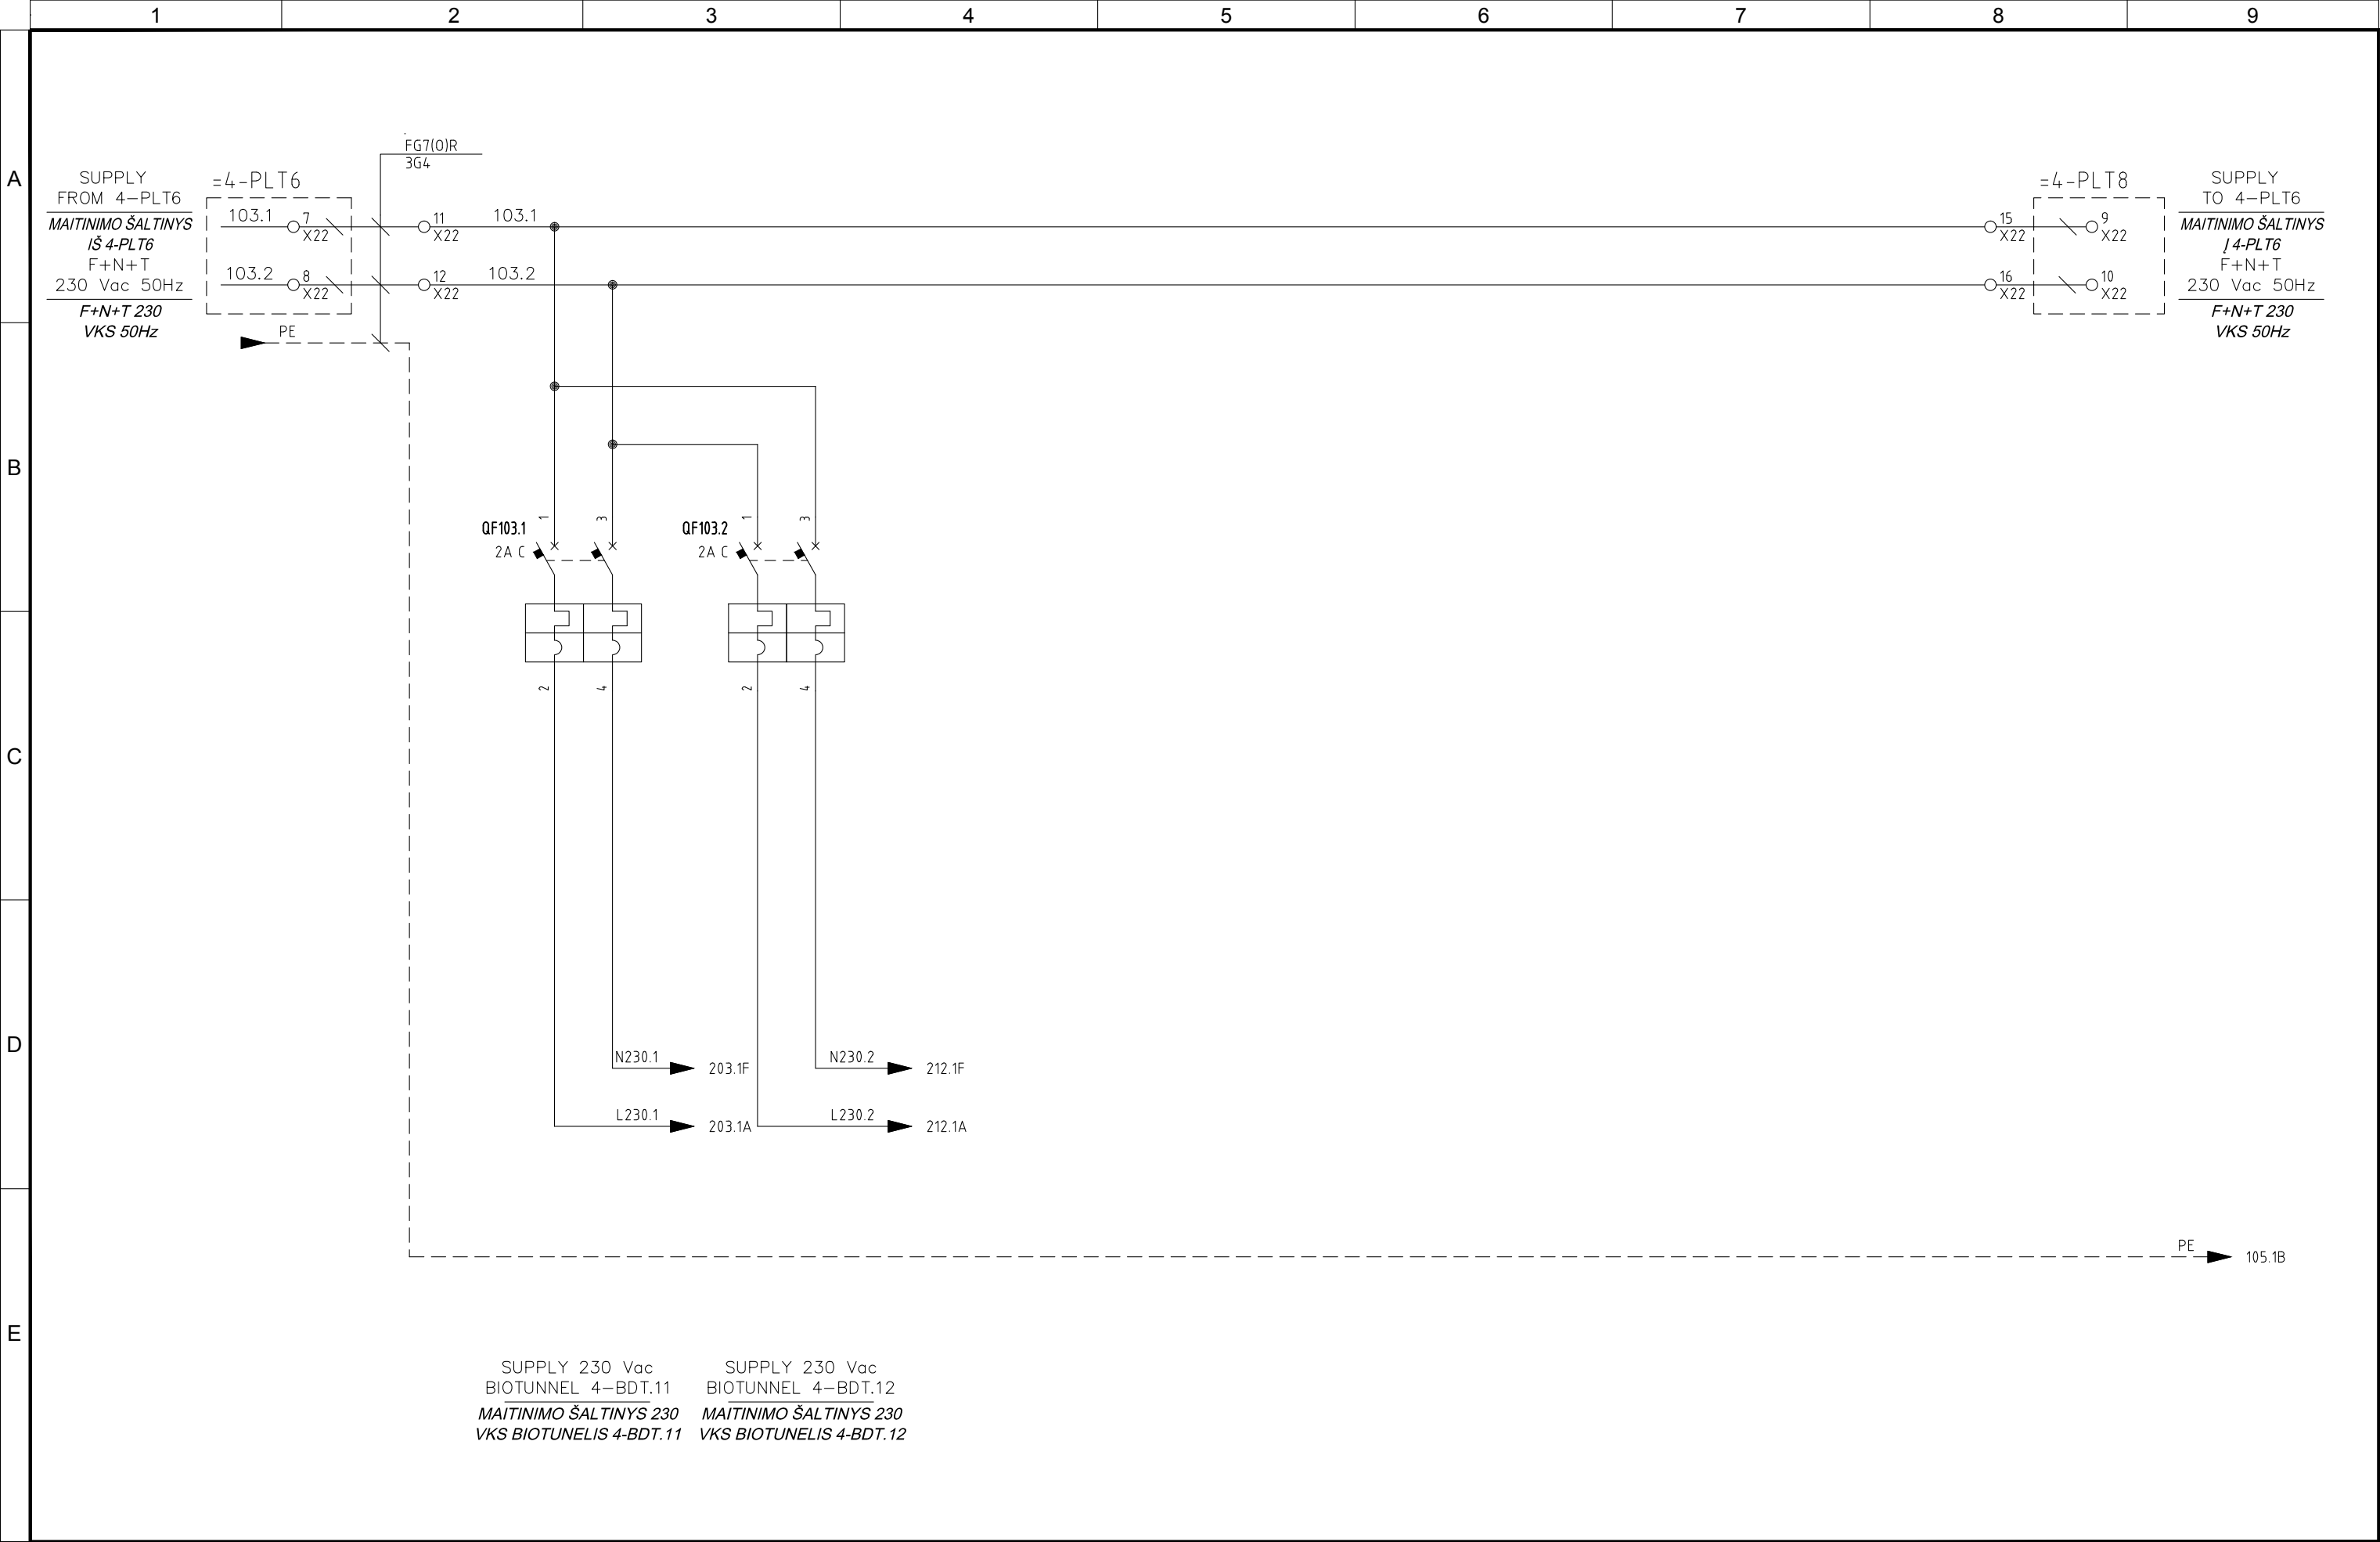 1 2 3 4 5 6 7 8 9
A
B
C
D
E
FG7(O)R
3G4
SUPPLY
FROM 4-PLT6
MAITINIMO ŠALTINYS
IŠ 4-PLT6
F+N+T
230 Vac 50Hz
F+N+T 230
VKS 50Hz
=4-PLT6
103.1 7 X22
103.2 8 X22
PE
11 X22 103.1
12 X22 103.2
15 X22
16 X22
=4-PLT8
9 X22
10 X22
SUPPLY
TO 4-PLT6
MAITINIMO ŠALTINYS
Į 4-PLT6
F+N+T
230 Vac 50Hz
F+N+T 230
VKS 50Hz
QF103.1 1 3
2A C
2 4
QF103.2 1 3
2A C
2 4
N230.1 203.1F
L230.1 203.1A
N230.2 212.1F
L230.2 212.1A
PE 105.1B
SUPPLY 230 Vac
BIOTUNNEL 4-BDT.11
MAITINIMO ŠALTINYS 230
VKS BIOTUNELIS 4-BDT.11
SUPPLY 230 Vac
BIOTUNNEL 4-BDT.12
MAITINIMO ŠALTINYS 230
VKS BIOTUNELIS 4-BDT.12